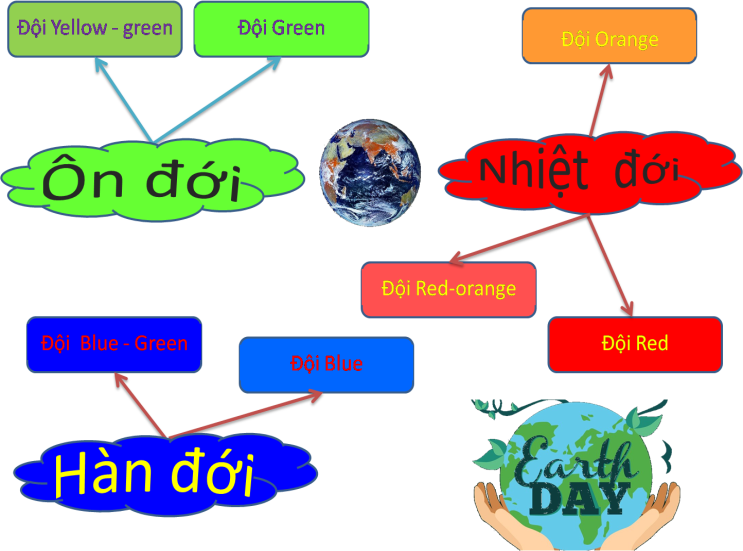 Đội Yellow - green
Đội Green
Đội Orange
Ôn đới
Nhiệt đới
Đội Red-orange
Đội Blue - Green
Đội Blue
Đội Red
Hàn đới
Earth
DAY